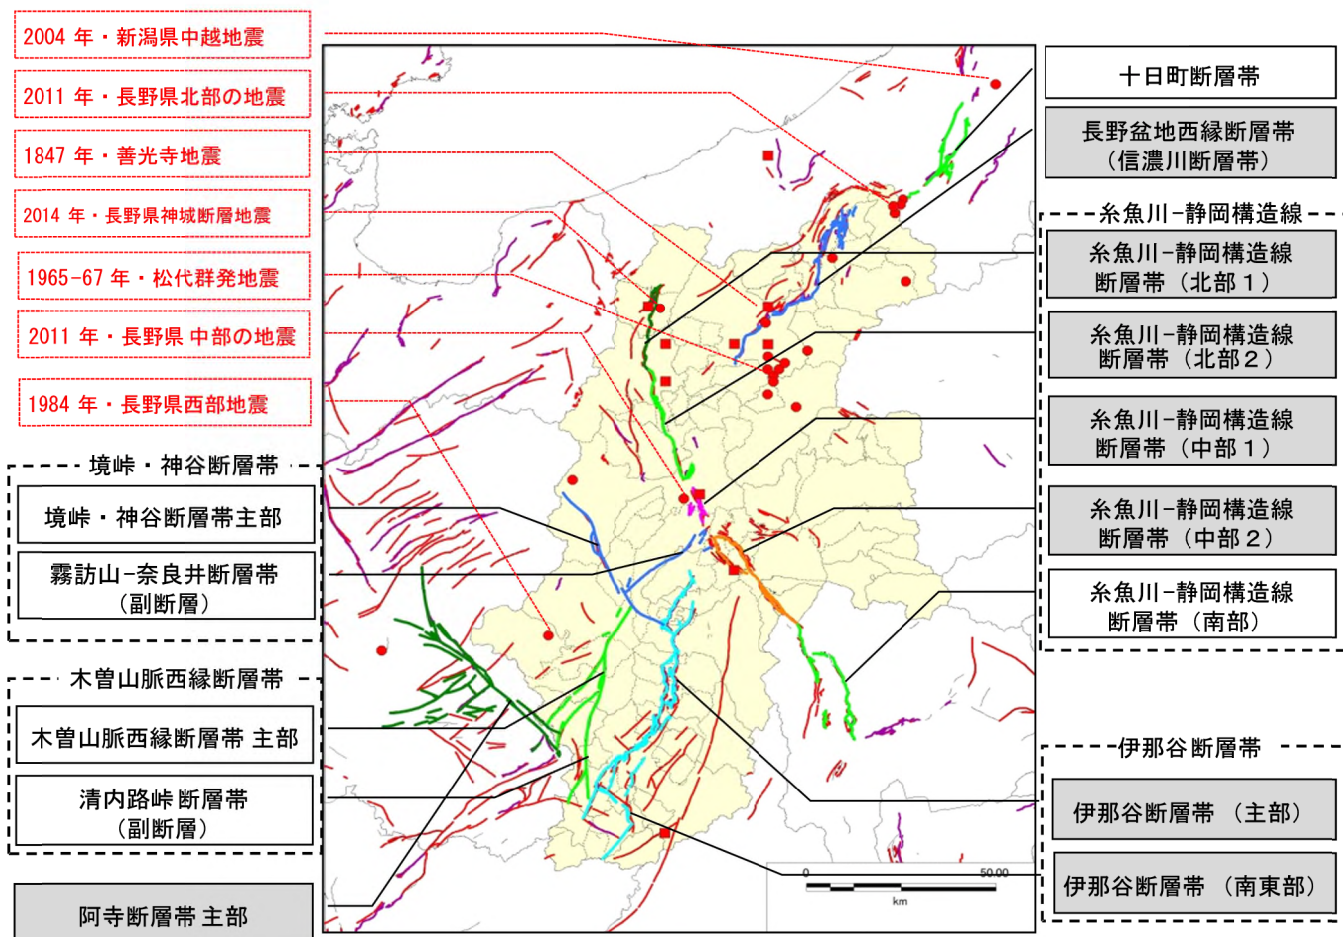 2004 年・新潟県中越地震
2011 年・長野県北部の地震
1847 年・善光寺地震
2014 年・長野県神城断層地震
1965-67 年・松代群発地震
2011 年・長野県 中部の地震
1984 年・長野県西部地震
境峠・神谷断層帯
境峠・神谷断層帯主部
霧訪山-奈良井断層帯
(副断層)
木曽山脈西縁断層帯
木曽山脈西縁断層帯 主部
清内路峠断層帯
(副断層)
阿寺断層帯主部
十日町断層帯
長野盆地西縁断層帯
(信濃川断層帯)
糸魚川-静岡構造線
糸魚川-静岡構造線
断層帯(北部1)
糸魚川-静岡構造線
断層帯(北部2)
糸魚川-静岡構造線
断層帯(中部1)
糸魚川-静岡構造線
断層帯(中部2)
糸魚川-静岡構造線
断層帯(南部)
伊那谷断層帯
伊那谷断層帯 (主部)
伊那谷断層帯 (南東部)
0 50.00
km